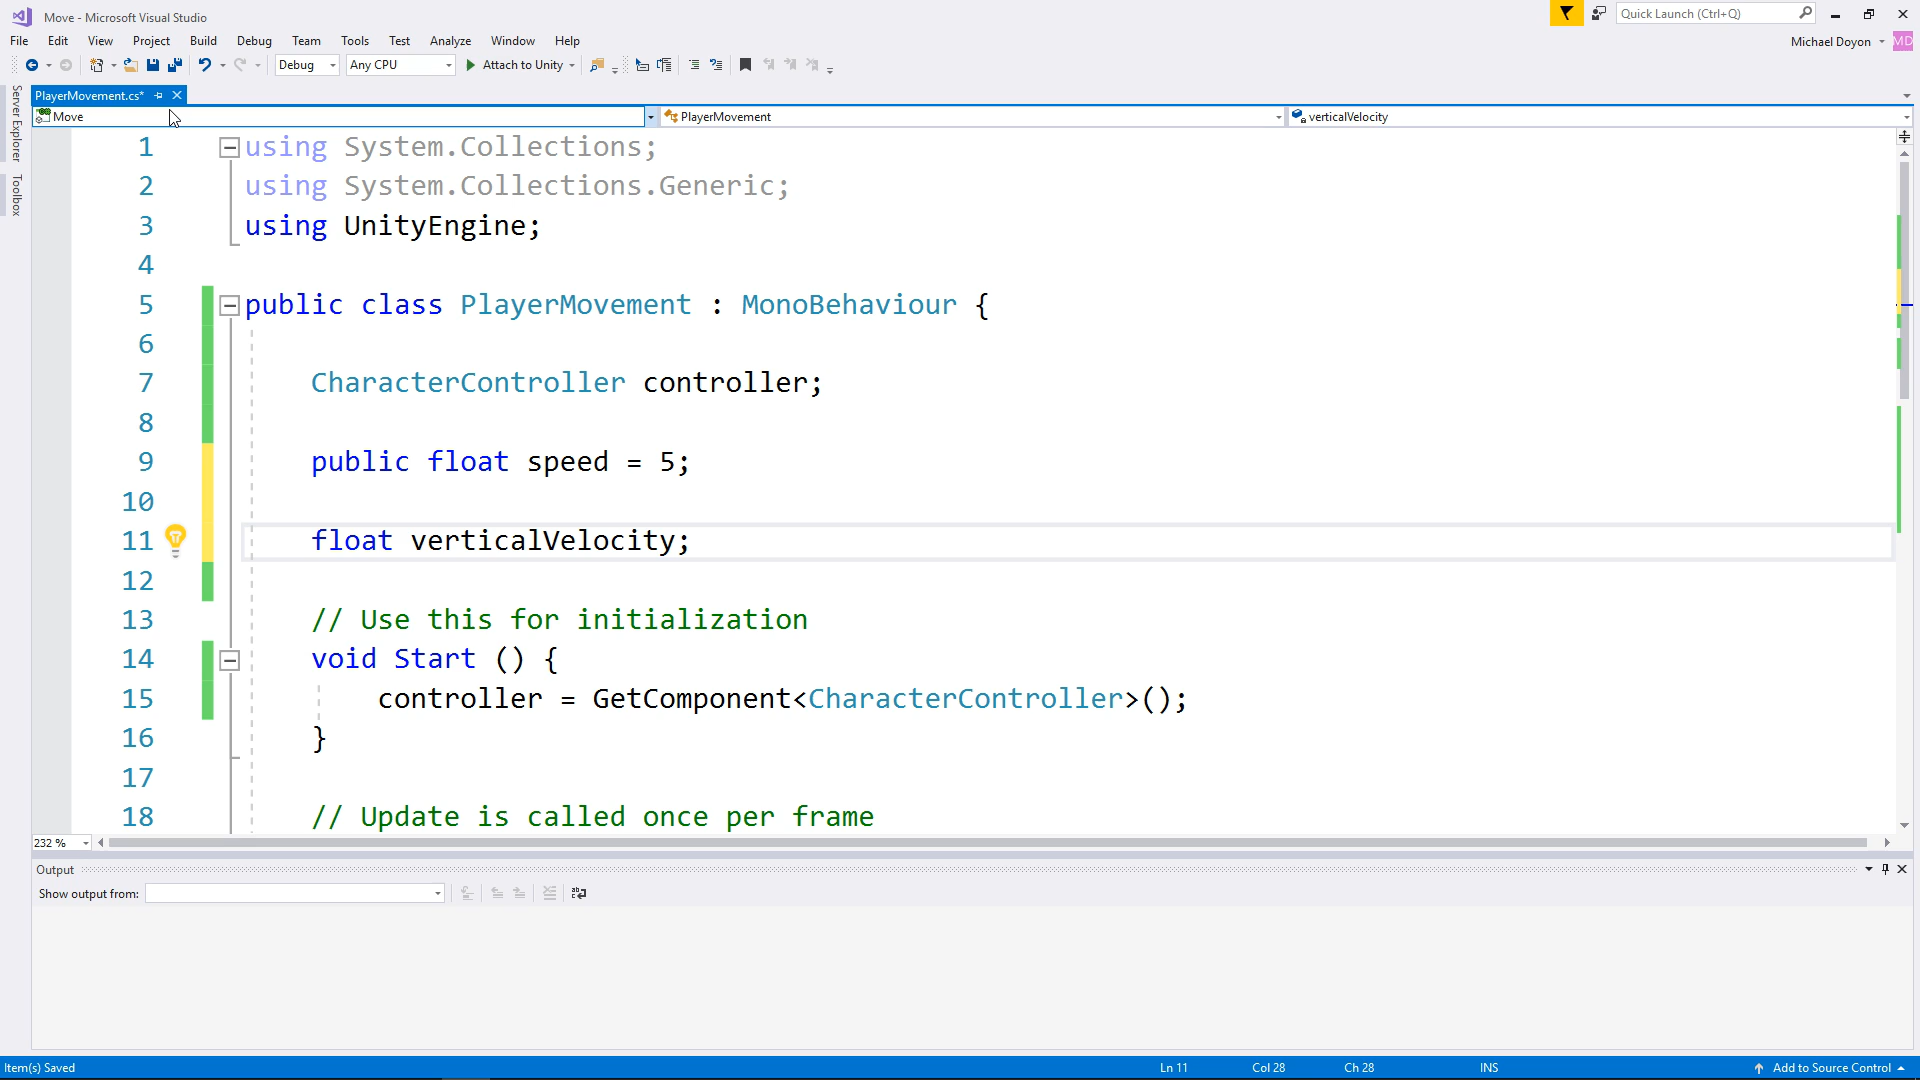 Move - Microsoft Visual Studio
Quick Launch (Ctrl+Q)
File Edit View Project Build Debug Team Tools Test Analyze Window Help
Michael Doyon MD
Debug Any CPU Attach to Unity
Server Explorer
Toolbox
PlayerMovement.cs*
Move PlayerMovement verticalVelocity
1 using System.Collections;
2 using System.Collections.Generic;
3 using UnityEngine;
4
5 public class PlayerMovement : MonoBehaviour {
6
7 CharacterController controller;
8
9 public float speed = 5;
10
11 float verticalVelocity;
12
13 // Use this for initialization
14 void Start () {
15 controller = GetComponent<CharacterController>();
16 }
17
18 // Update is called once per frame
232 %
Output
Show output from:
Item(s) Saved Ln 11 Col 28 Ch 28 INS Add to Source Control